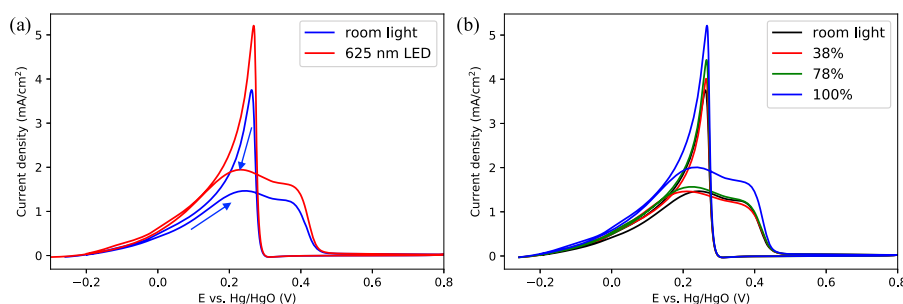 (a)
room light
625 nm LED
Current density (mA/cm²)
5
4
3
2
1
0
−0.2 0.0 0.2 0.4 0.6 0.8
E vs. Hg/HgO (V)
(b)
room light
38%
78%
100%
Current density (mA/cm²)
5
4
3
2
1
0
−0.2 0.0 0.2 0.4 0.6 0.8
E vs. Hg/HgO (V)